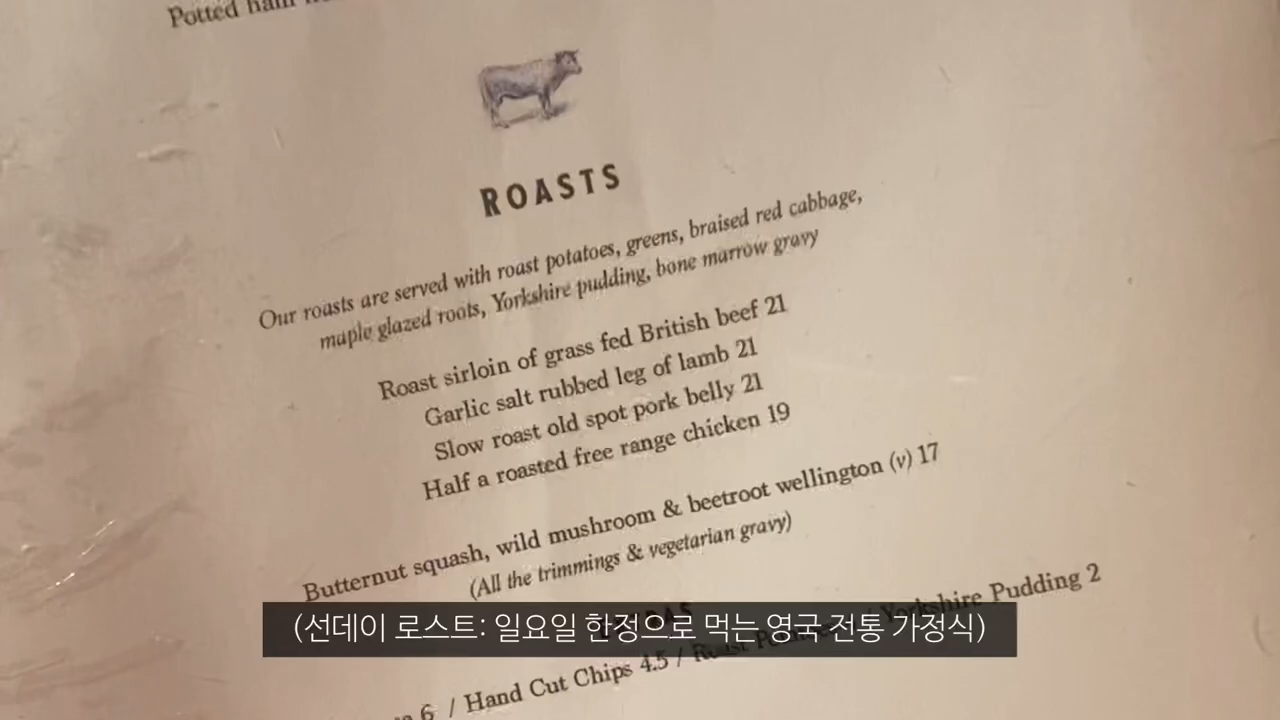 Potted ham
ROASTS
Our roasts are served with roast potatoes, greens, braised red cabbage,
maple glazed roots, Yorkshire pudding, bone marrow gravy
Roast sirloin of grass fed British beef 21
Garlic salt rubbed leg of lamb 21
Slow roast old spot pork belly 21
Half a roasted free range chicken 19
Butternut squash, wild mushroom & beetroot wellington (v) 17
(All the trimmings & vegetarian gravy)
(선데이 로스트: 일요일 한정으로 먹는 영국 전통 가정식)
6 / Hand Cut Chips 4.5 / Roast / Yorkshire Pudding 2